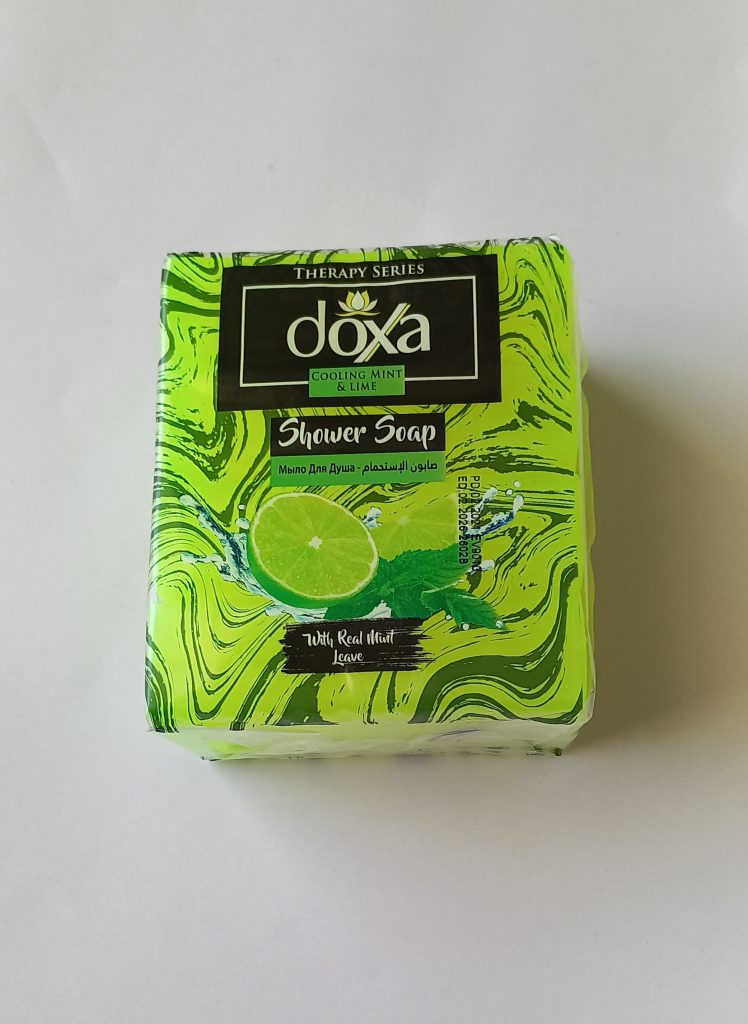 THERAPY SERIES
doxa
COOLING MINT
& LIME
Shower Soap
Мыло Для Душа - صابون الإستحمام
With Real Mint
Leave